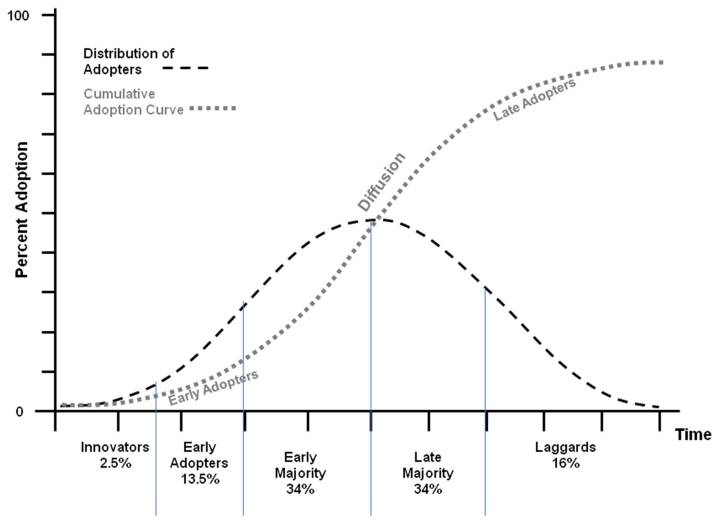 100
Distribution of
Adopters
Cumulative
Adoption Curve
Late Adopters
Diffusion
Percent Adoption
Early Adopters
0
Time
Innovators
2.5%
Early
Adopters
13.5%
Early
Majority
34%
Late
Majority
34%
Laggards
16%